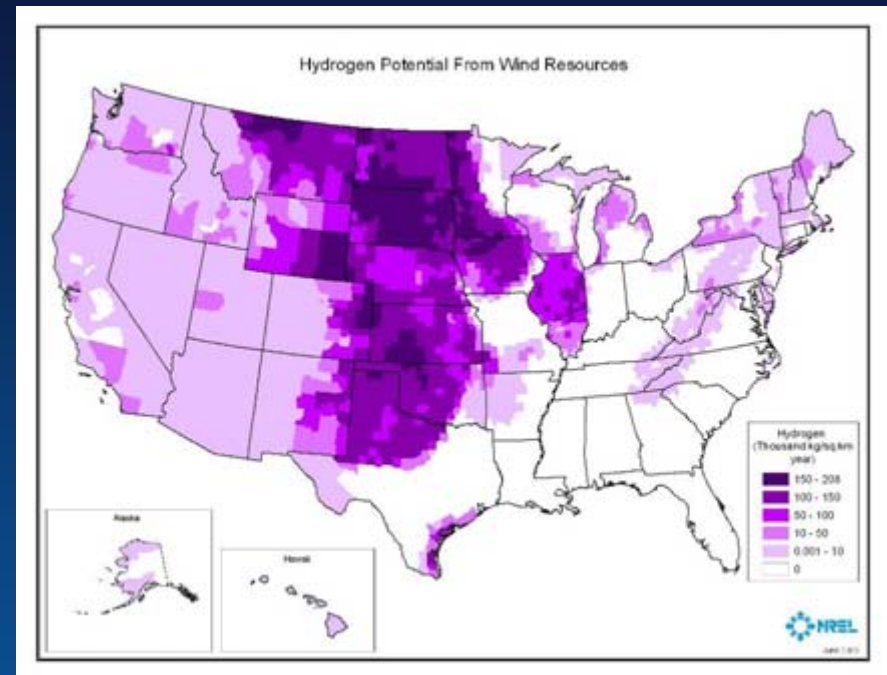 Hydrogen Potential From Wind Resources
Hydrogen
(Thousand kg/sq km
year)
150 - 208
100 - 150
50 - 100
10 - 50
0.001 - 10
0
Alaska
Hawaii
NREL